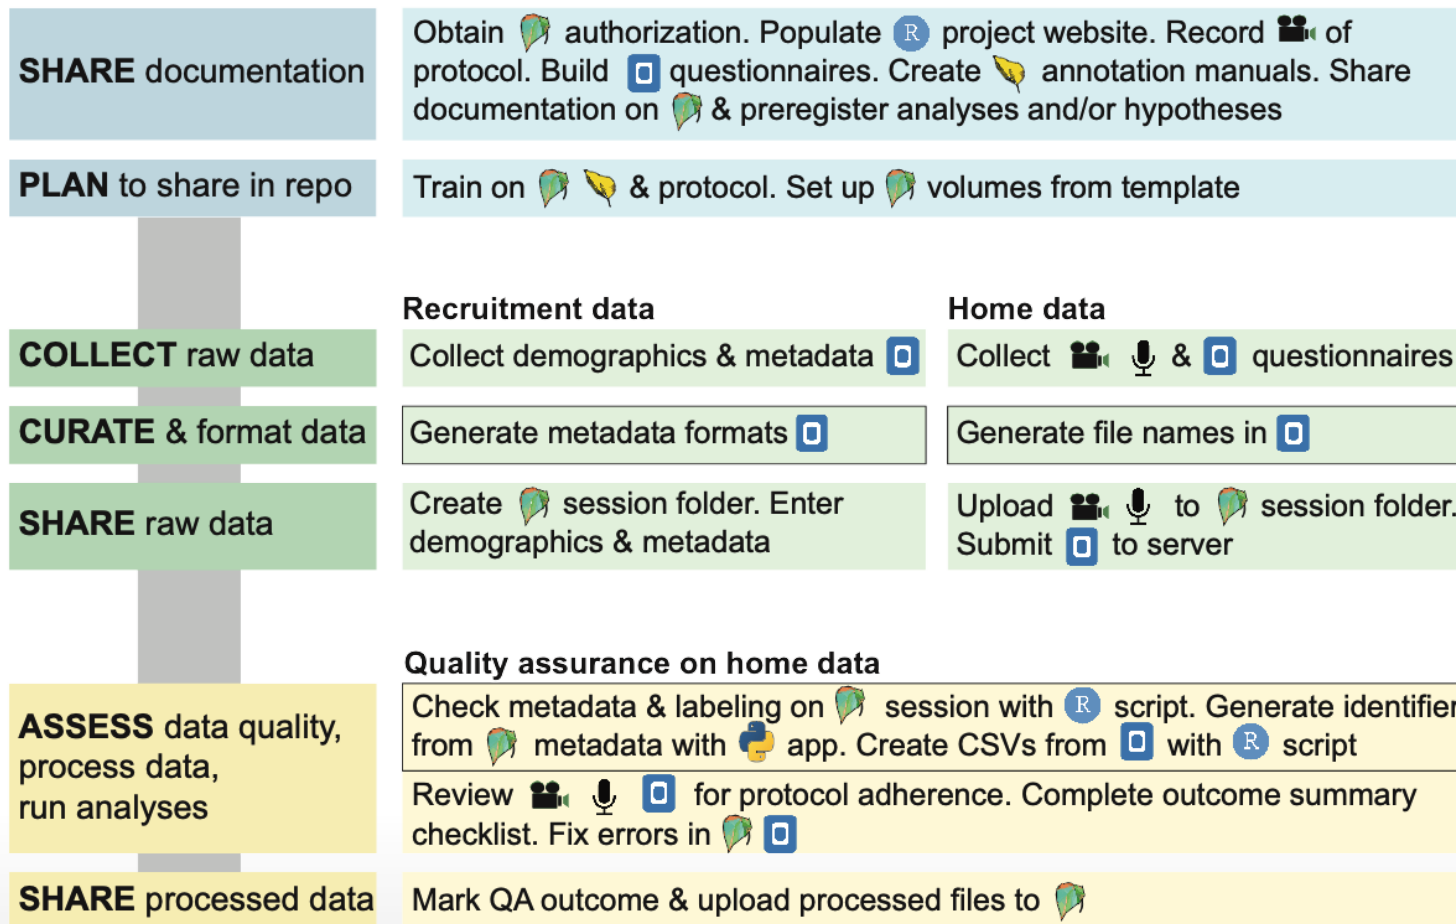 SHARE documentation
Obtain authorization. Populate R project website. Record of
protocol. Build questionnaires. Create annotation manuals. Share
documentation on & preregister analyses and/or hypotheses
PLAN to share in repo
Train on & protocol. Set up volumes from template
Recruitment data
Home data
COLLECT raw data
Collect demographics & metadata
Collect & questionnaires
CURATE & format data
Generate metadata formats
Generate file names in
SHARE raw data
Create session folder. Enter
demographics & metadata
Upload to session folder.
Submit to server
Quality assurance on home data
ASSESS data quality,
process data,
run analyses
Check metadata & labeling on session with R script. Generate identifier
from metadata with app. Create CSVs from with R script
Review for protocol adherence. Complete outcome summary
checklist. Fix errors in
SHARE processed data
Mark QA outcome & upload processed files to